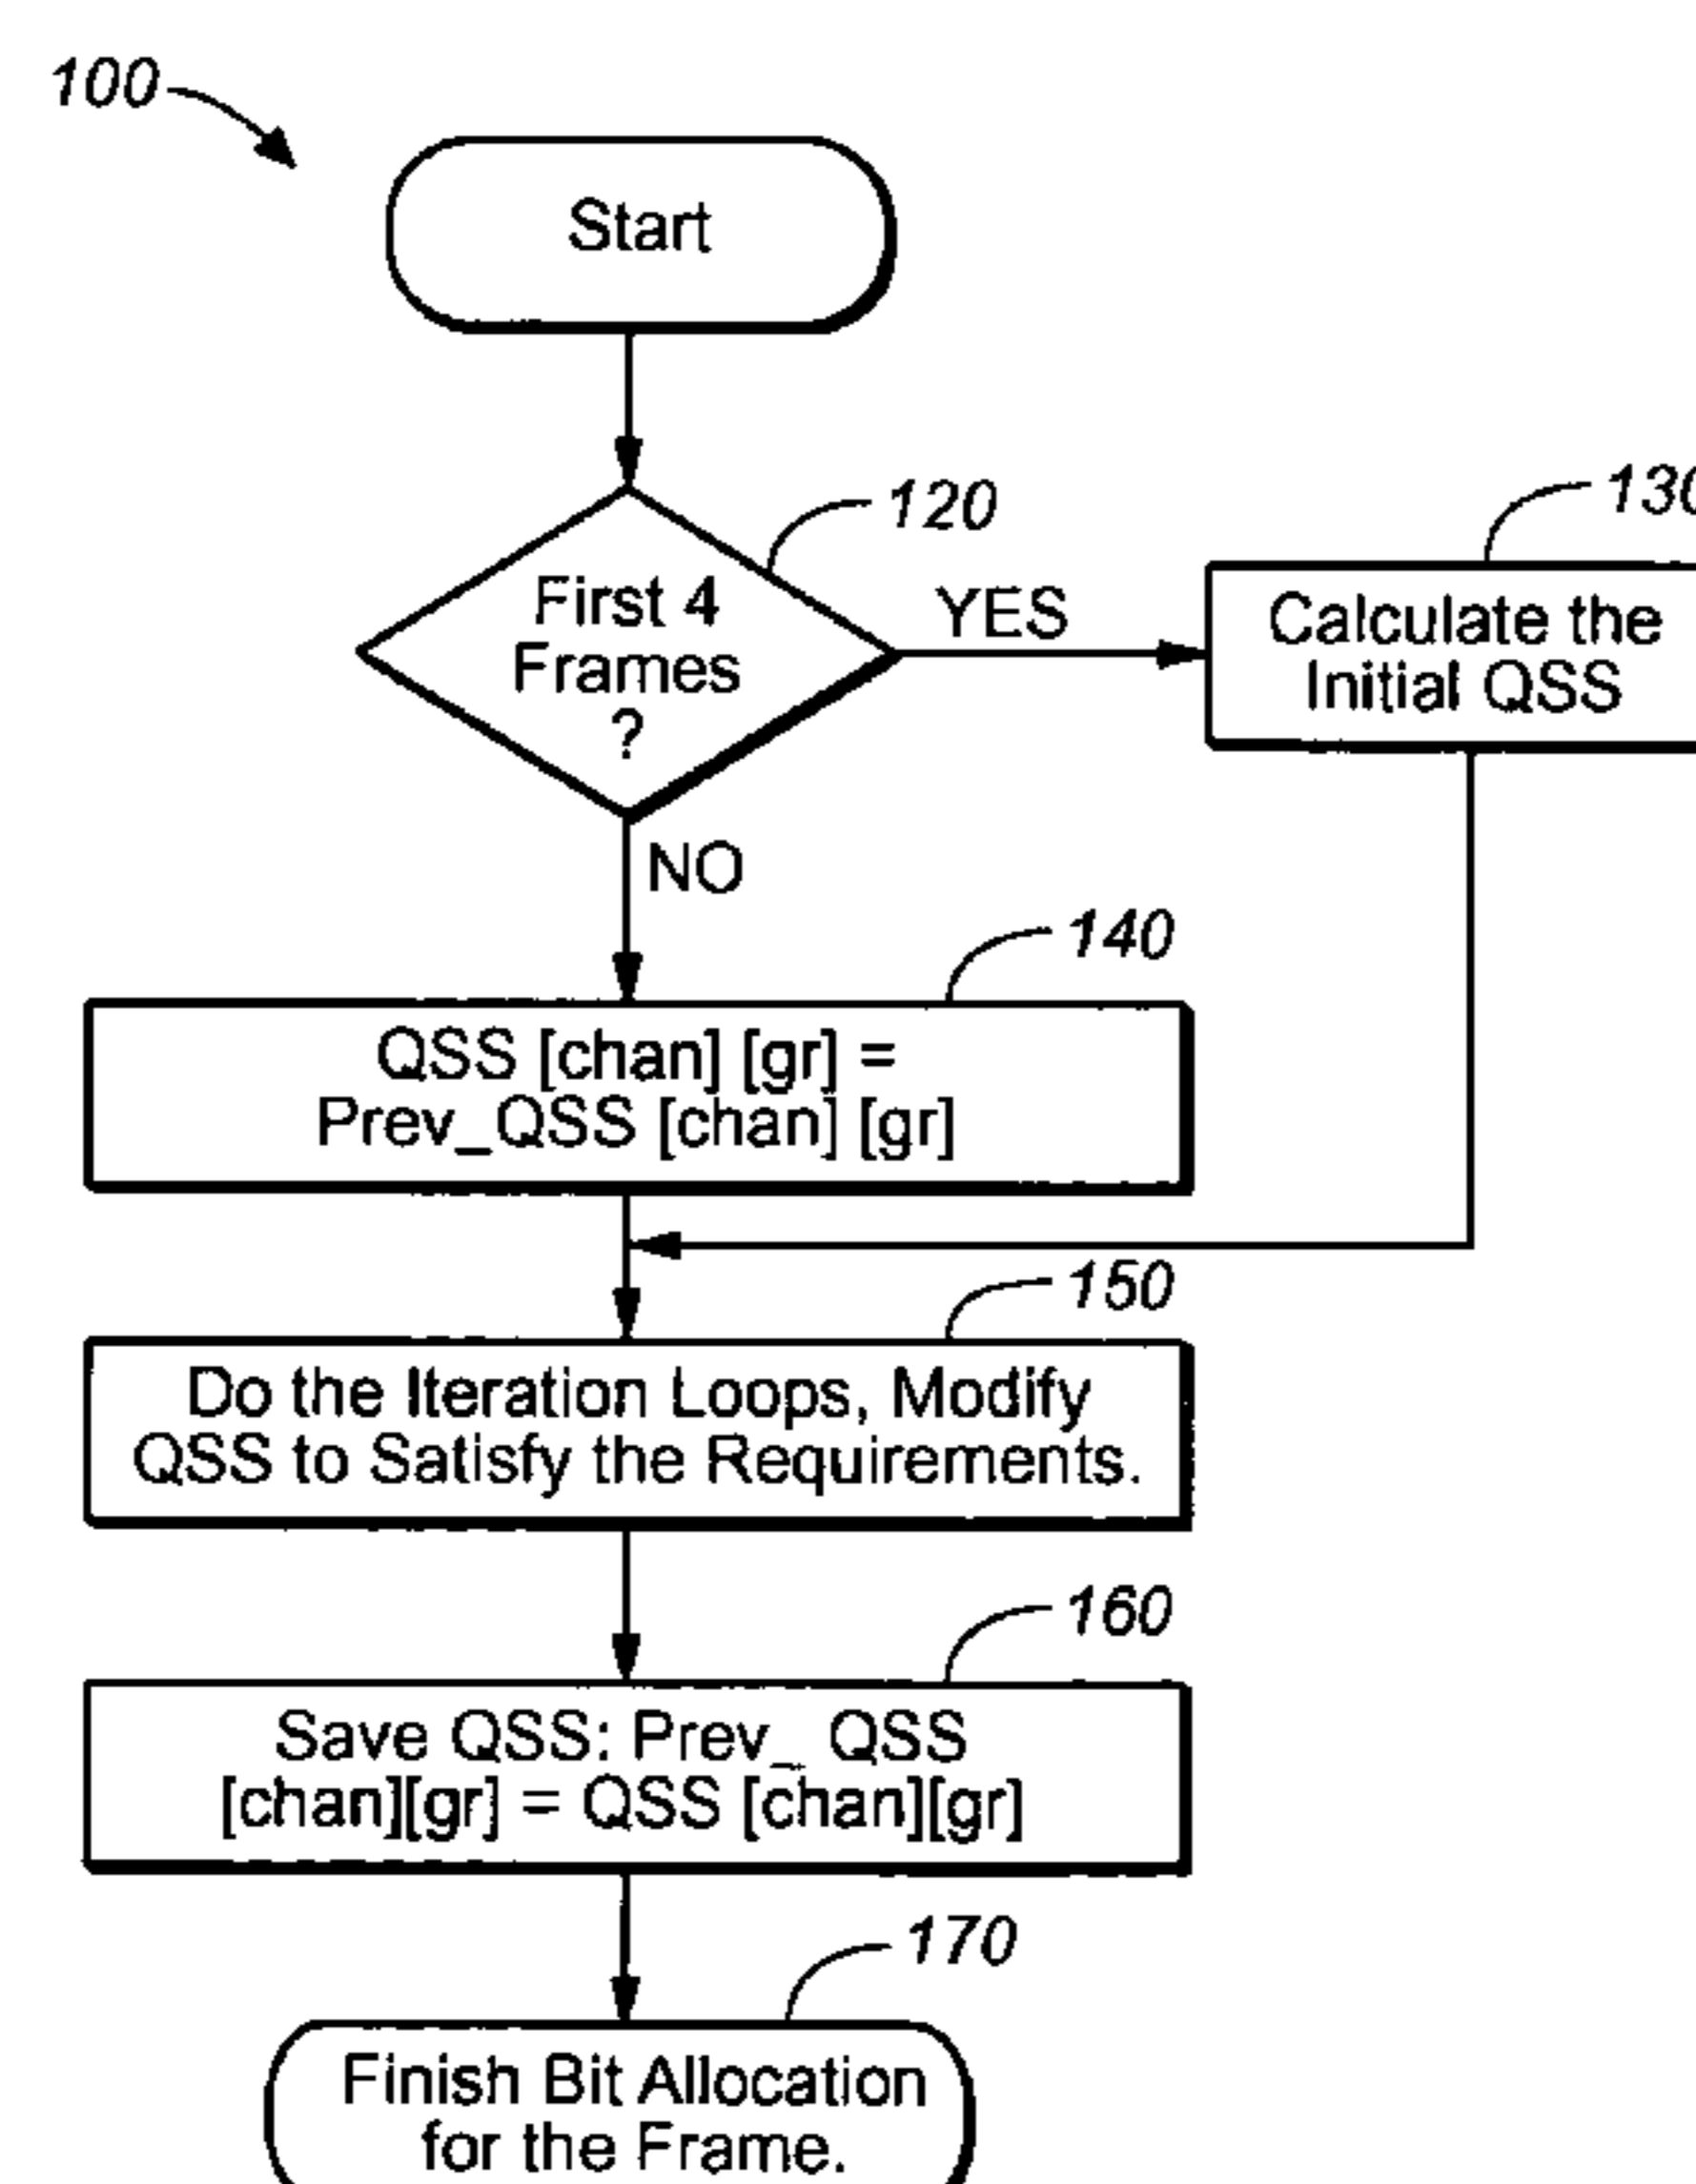 100
Start
120
First 4
Frames
?
YES
130
Calculate the
Initial QSS
NO
140
QSS [chan] [gr] =
Prev_QSS [chan] [gr]
150
Do the Iteration Loops, Modify
QSS to Satisfy the Requirements.
160
Save QSS: Prev_ QSS
[chan][gr] = QSS [chan][gr]
170
Finish Bit Allocation
for the Frame.